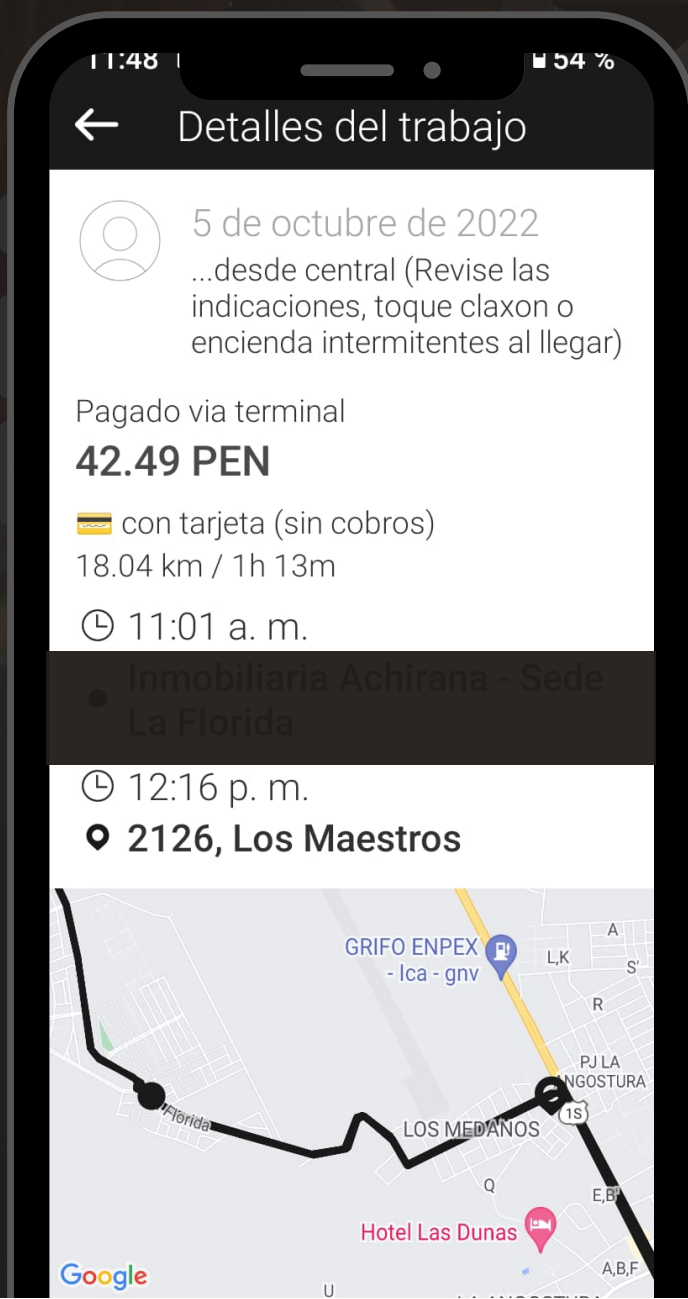 11:48
54 %
Detalles del trabajo
5 de octubre de 2022
...desde central (Revise las
indicaciones, toque claxon o
encienda intermitentes al llegar)
Pagado via terminal
42.49 PEN
con tarjeta (sin cobros)
18.04 km / 1h 13m
11:01 a. m.
Inmobiliaria Achirana - Sede
La Florida
12:16 p. m.
2126, Los Maestros
GRIFO ENPEX
- Ica - gnv
A
L,K
S'
R
PJ LA
ANGOSTURA
1S
Florida
LOS MEDANOS
Q
E,B'
Hotel Las Dunas
A,B,F
Google
U
LA ANGOSTURA